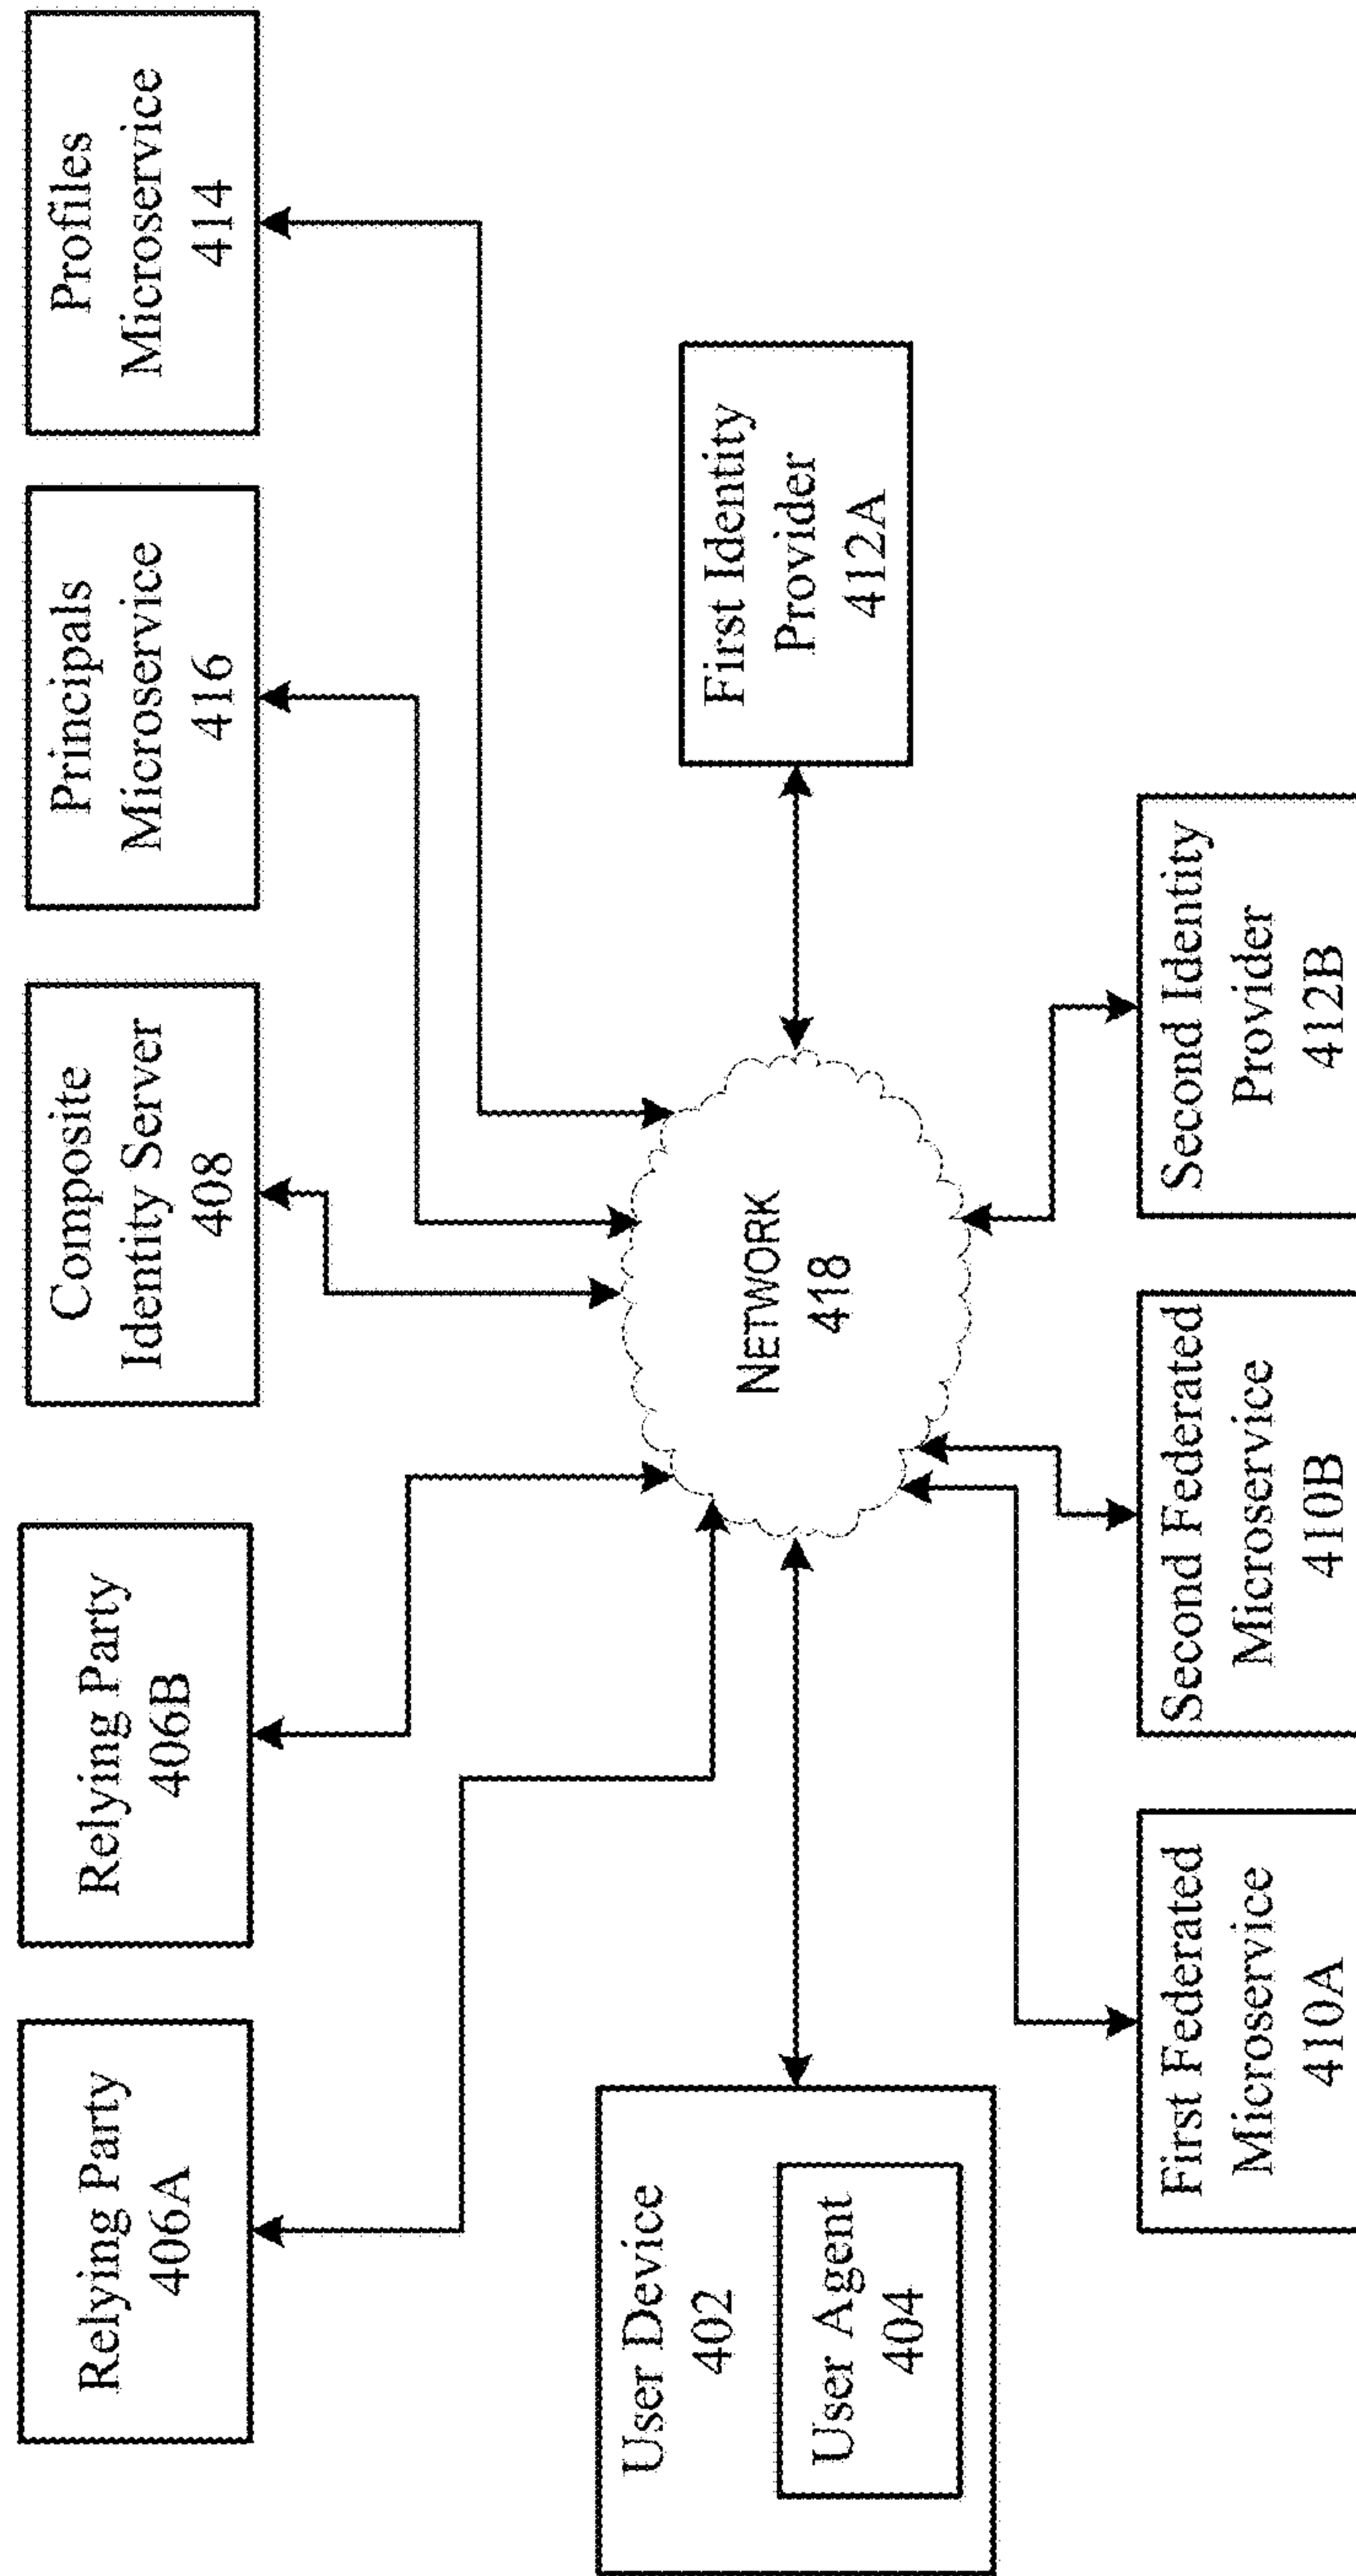 Relying Party
406A
Relying Party
406B
Composite
Identity Server
408
Principals
Microservice
416
Profiles
Microservice
414
User Device
402
User Agent
404
NETWORK
418
First Identity
Provider
412A
First Federated
Microservice
410A
Second Federated
Microservice
410B
Second Identity
Provider
412B